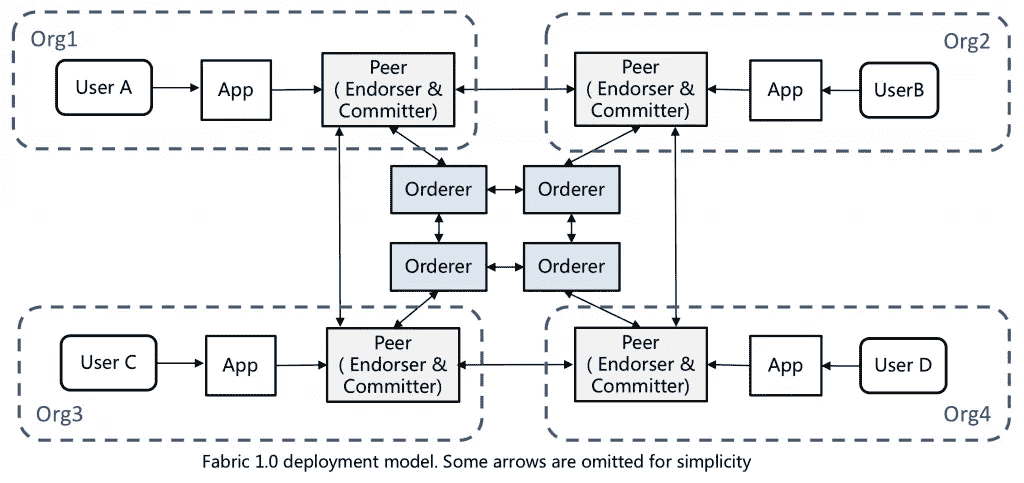 Org1
User A
App
Peer
( Endorser &
Committer)
Org2
Peer
( Endorser &
Committer)
App
UserB
Orderer
Orderer
Orderer
Orderer
User C
App
Peer
( Endorser &
Committer)
Org3
Peer
( Endorser &
Committer)
App
User D
Org4
Fabric 1.0 deployment model. Some arrows are omitted for simplicity